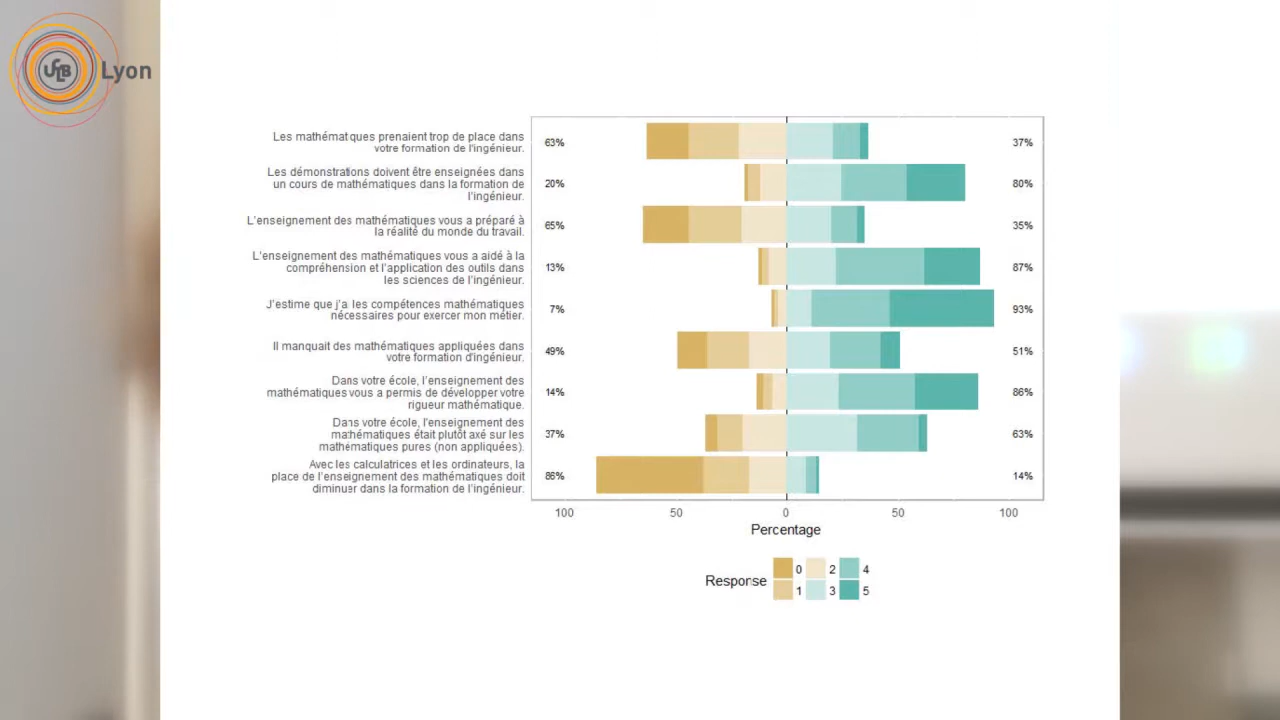 UCLB Lyon
Les mathématiques prenaient trop de place dans
votre formation de l'ingénieur.
63%
37%
Les démonstrations doivent être enseignées dans
un cours de mathématiques dans la formation de
l'ingénieur.
20%
80%
L'enseignement des mathématiques vous a préparé à
la réalité du monde du travail.
65%
35%
L'enseignement des mathématiques vous a aidé à la
compréhension et l'application des outils dans
les sciences de l'ingénieur.
13%
87%
J'estime que j'a les compétences mathématiques
nécessaires pour exercer mon métier.
7%
93%
Il manquait des mathématiques appliquées dans
votre formation d'ingénieur.
49%
51%
Dans votre école, l'enseignement des
mathématiques vous a permis de développer votre
rigueur mathématique.
14%
86%
Dans votre école, l'enseignement des
mathématiques était plutôt axé sur les
mathématiques pures (non appliquées).
37%
63%
Avec les calculatrices et les ordinateurs, la
place de l'enseignement des mathématiques doit
diminuer dans la formation de l'ingénieur.
86%
14%
100 50 0 50 100
Percentage
Response
0 2 4
1 3 5